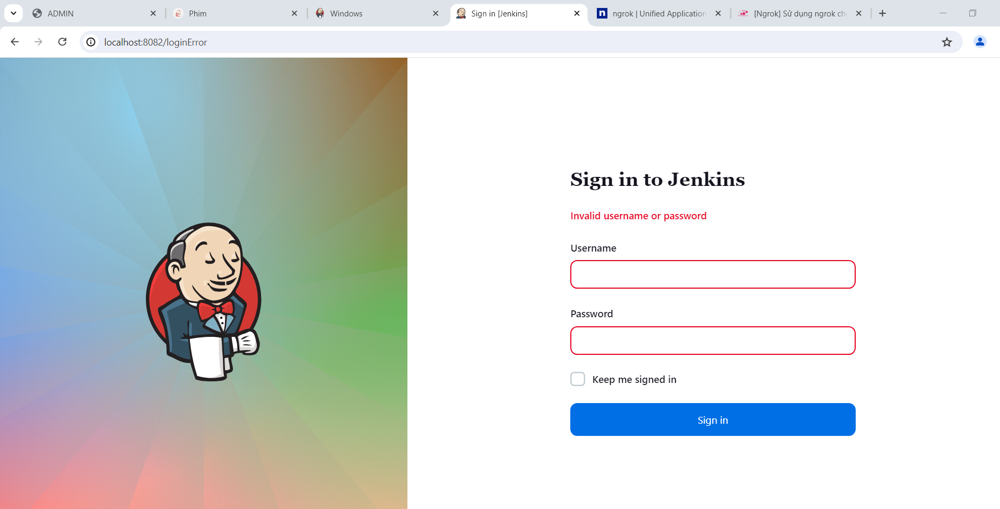 ADMIN
Phim
Windows
Sign in [Jenkins]
ngrok | Unified Application
[Ngrok] Sử dụng ngrok ch
localhost:8082/loginError
Sign in to Jenkins
Invalid username or password
Username
Password
Keep me signed in
Sign in